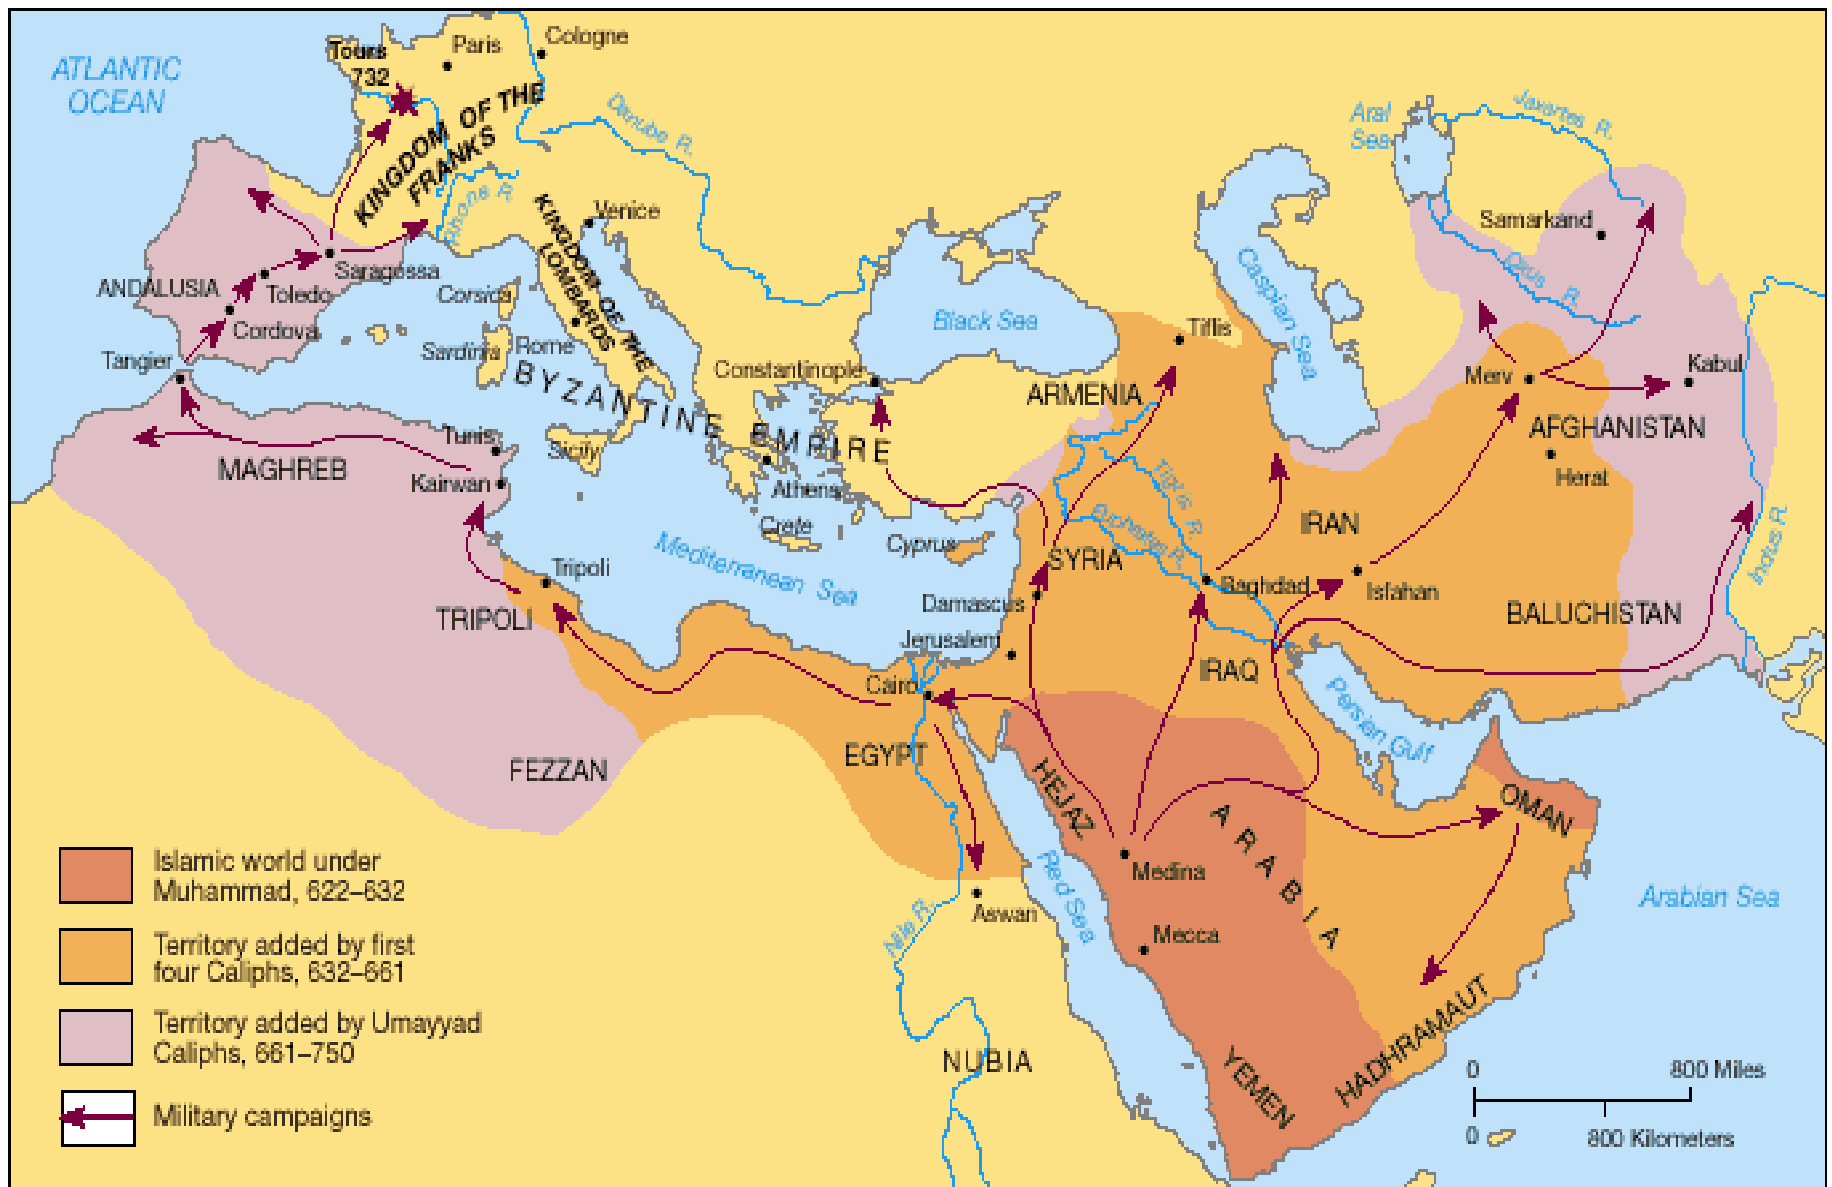 ATLANTIC
OCEAN
Tours
732
Paris
Cologne
KINGDOM OF THE
FRANKS
Danube R.
Rhone R.
Venice
KINGDOM OF THE
LOMBARDS
Aral
Sea
Jaxartes R.
Samarkand
Oxus R.
Caspian Sea
Black Sea
Tiflis
ANDALUSIA
Saragossa
Toledo
Cordova
Corsica
Sardinia
Rome
Tangier
BYZANTINE EMPIRE
Constantinople
ARMENIA
Merv
Kabul
AFGHANISTAN
Herat
Tunis
Sicily
MAGHREB
Kairwan
Athens
Crete
Cyprus
Tigris R.
Euphrates R.
SYRIA
IRAN
Indus R.
Mediterranean Sea
Tripoli
TRIPOLI
Damascus
Baghdad
Isfahan
BALUCHISTAN
Jerusalem
IRAQ
Cairo
Persian Gulf
EGYPT
FEZZAN
HEJAZ
ARABIA
OMAN
Medina
Red Sea
Mecca
Aswan
Nile R.
Arabian Sea
NUBIA
YEMEN
HADHRAMAUT
Islamic world under
Muhammad, 622–632
Territory added by first
four Caliphs, 632–661
Territory added by Umayyad
Caliphs, 661–750
Military campaigns
0 800 Miles
0 800 Kilometers